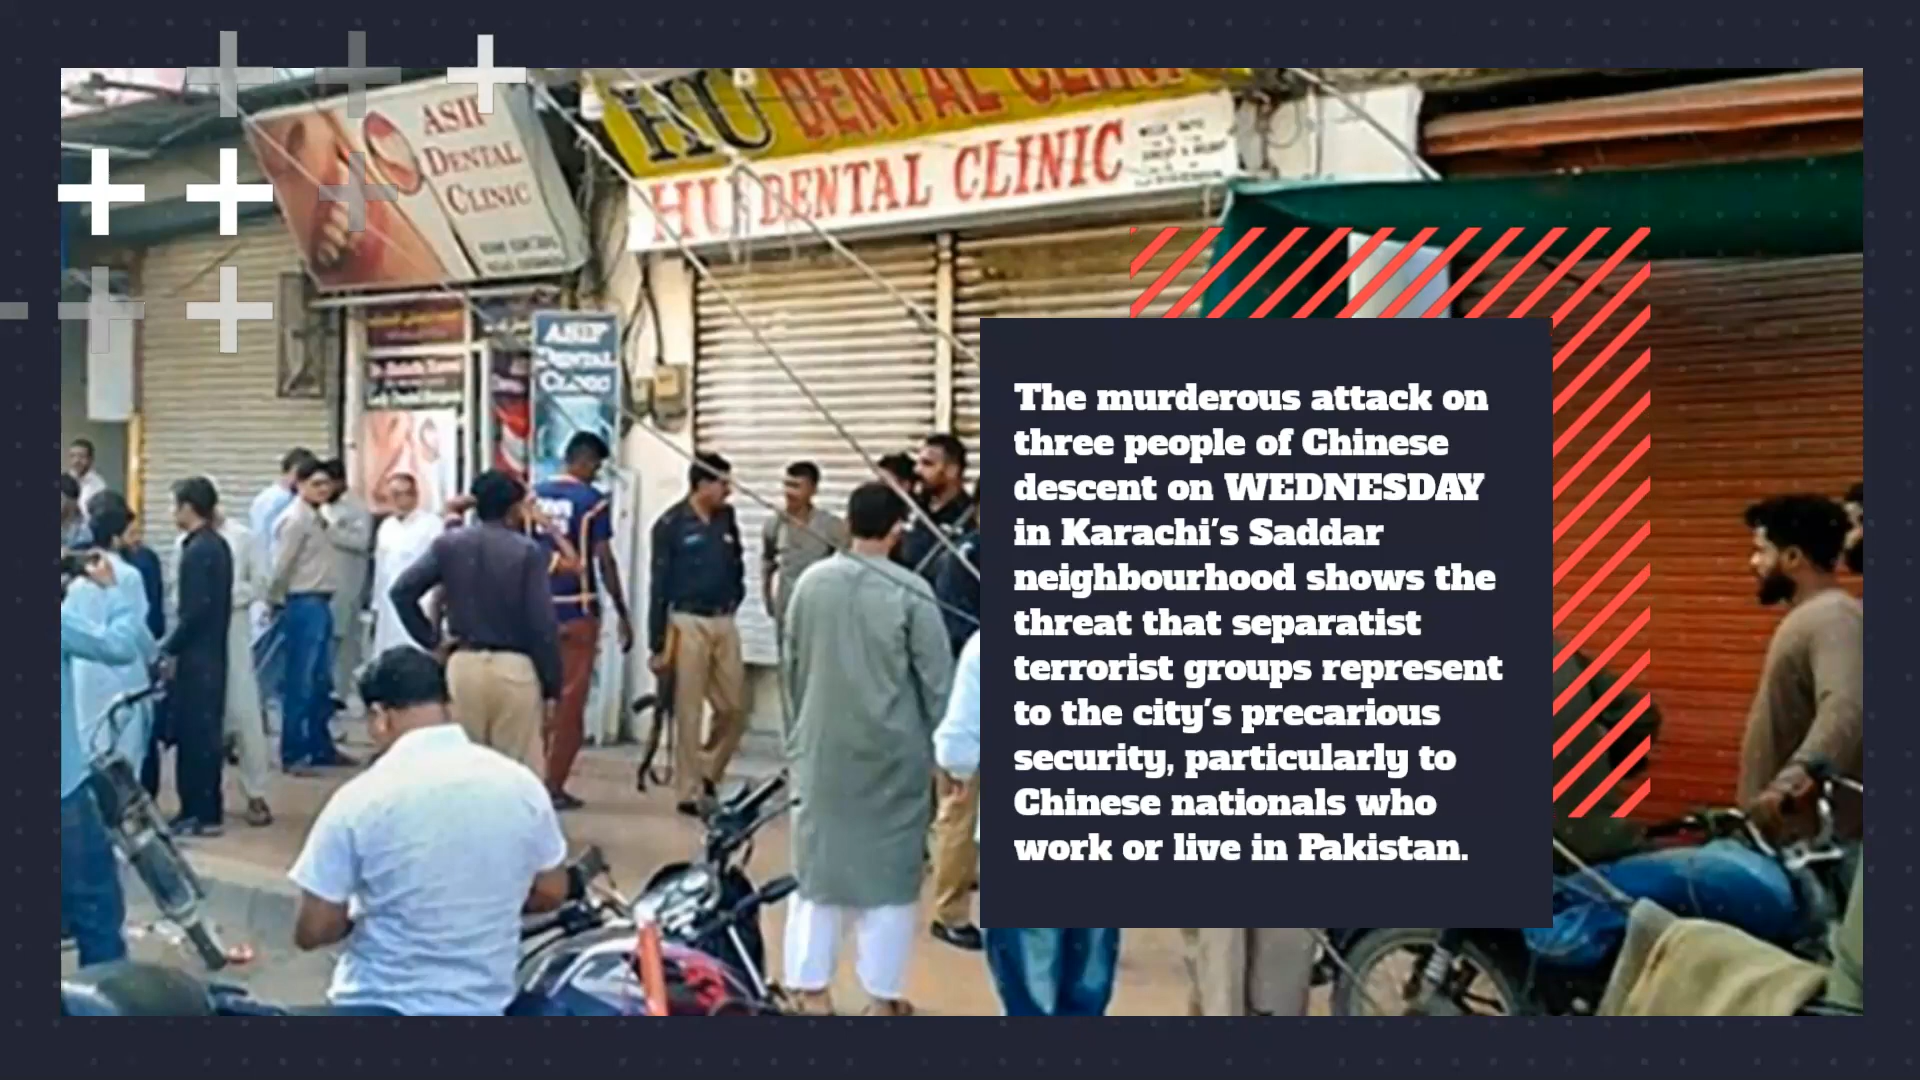 ASIF
DENTAL
CLINIC
HU DENTAL CLINIC
HU DENTAL CLINIC
ASIF
DENTAL
CLINIC
The murderous attack on
three people of Chinese
descent on WEDNESDAY
in Karachi's Saddar
neighbourhood shows the
threat that separatist
terrorist groups represent
to the city's precarious
security, particularly to
Chinese nationals who
work or live in Pakistan.